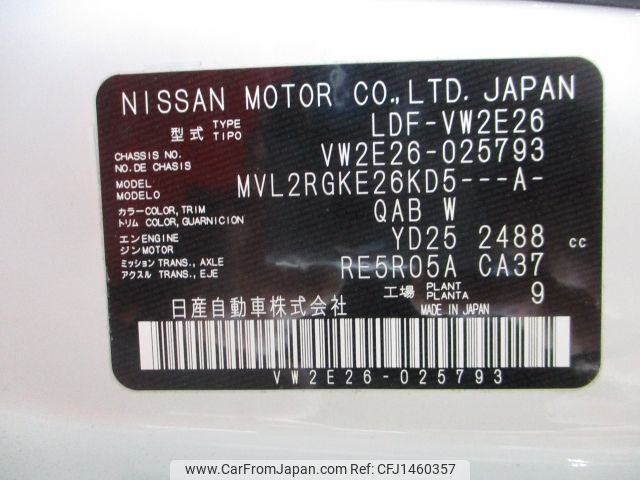 NISSAN MOTOR CO.,LTD. JAPAN
型式 TYPE TIPO LDF-VW2E26
CHASSIS NO. NO. DE CHASIS VW2E26-025793
MODEL MODELO MVL2RGKE26KD5---A-
カラー COLOR, TRIM トリム COLOR, GUARNICION QAB W
エンエンジン ENGINE MOTOR YD25 2488 cc
ミッション TRANS., AXLE アクスル TRANS., EJE RE5R05A CA37
工場 PLANT PLANTA 9
日産自動車株式会社 MADE IN JAPAN
VW2E26-025793
www.CarFromJapan.com - CFJ1460357